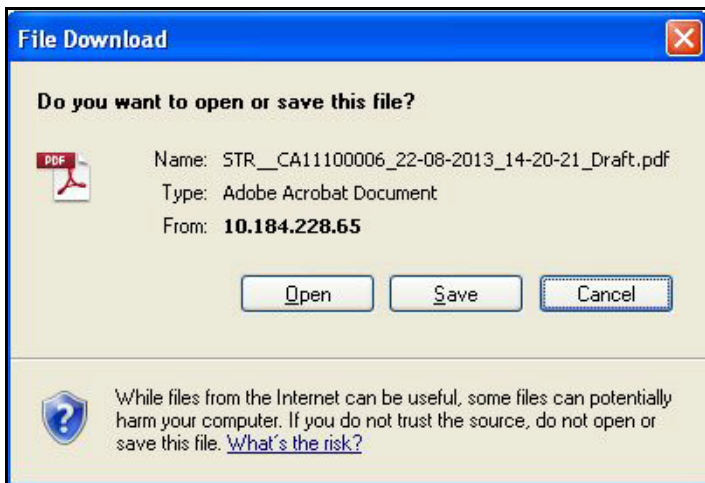 File Download
Do you want to open or save this file?
PDF
Name: STR__CA11100006_22-08-2013_14-20-21_Draft.pdf
Type: Adobe Acrobat Document
From: 10.184.228.65
Open Save Cancel
While files from the Internet can be useful, some files can potentially
harm your computer. If you do not trust the source, do not open or
save this file. What's the risk?